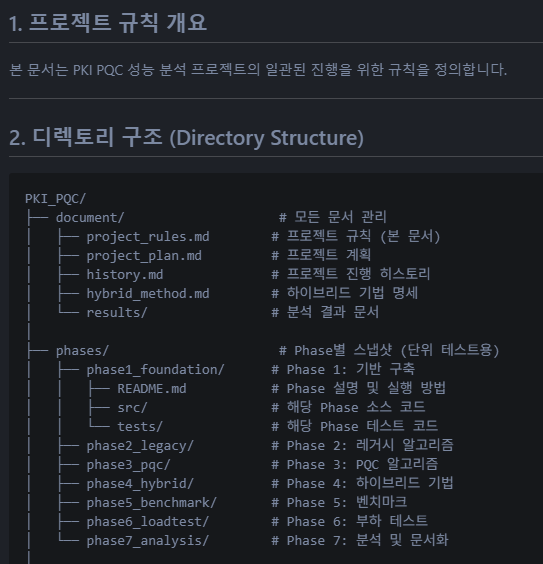 1. 프로젝트 규칙 개요
본 문서는 PKI PQC 성능 분석 프로젝트의 일관된 진행을 위한 규칙을 정의합니다.
2. 디렉토리 구조 (Directory Structure)
PKI_PQC/
├── document/                    # 모든 문서 관리
│   ├── project_rules.md        # 프로젝트 규칙 (본 문서)
│   ├── project_plan.md         # 프로젝트 계획
│   ├── history.md              # 프로젝트 진행 히스토리
│   ├── hybrid_method.md        # 하이브리드 기법 명세
│   └── results/                # 분석 결과 문서
│
├── phases/                      # Phase별 스냅샷 (단위 테스트용)
│   ├── phase1_foundation/      # Phase 1: 기반 구축
│   │   ├── README.md           # Phase 설명 및 실행 방법
│   │   ├── src/                # 해당 Phase 소스 코드
│   │   └── tests/              # 해당 Phase 테스트 코드
│   ├── phase2_legacy/          # Phase 2: 레거시 알고리즘
│   ├── phase3_pqc/             # Phase 3: PQC 알고리즘
│   ├── phase4_hybrid/          # Phase 4: 하이브리드 기법
│   ├── phase5_benchmark/       # Phase 5: 벤치마크
│   ├── phase6_loadtest/        # Phase 6: 부하 테스트
│   └── phase7_analysis/        # Phase 7: 분석 및 문서화
│